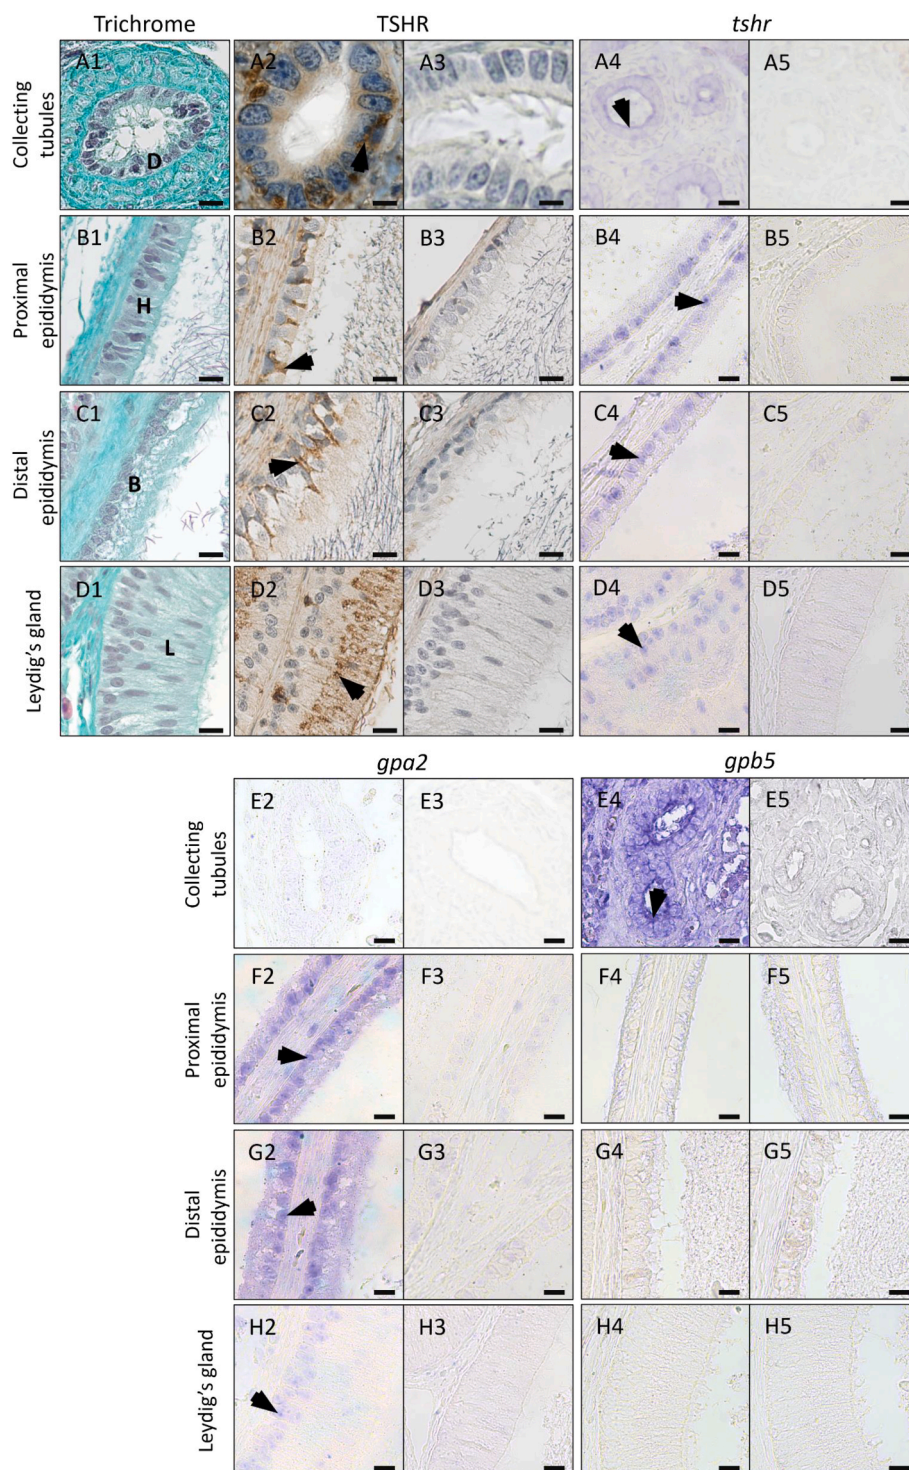 Trichrome TSHR tshr
Collecting
tubules
A1 A2 A3 A4 A5
D
Proximal
epididymis
B1 B2 B3 B4 B5
H
Distal
epididymis
C1 C2 C3 C4 C5
B
Leydig's gland
D1 D2 D3 D4 D5
L
gpa2 gpb5
Collecting
tubules
E2 E3 E4 E5
Proximal
epididymis
F2 F3 F4 F5
Distal
epididymis
G2 G3 G4 G5
Leydig's gland
H2 H3 H4 H5